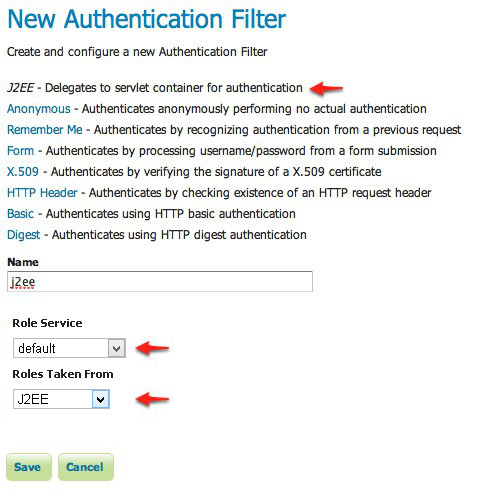 New Authentication Filter
Create and configure a new Authentication Filter
J2EE - Delegates to servlet container for authentication
Anonymous - Authenticates anonymously performing no actual authentication
Remember Me - Authenticates by recognizing authentication from a previous request
Form - Authenticates by processing username/password from a form submission
X.509 - Authenticates by verifying the signature of a X.509 certificate
HTTP Header - Authenticates by checking existence of an HTTP request header
Basic - Authenticates using HTTP basic authentication
Digest - Authenticates using HTTP digest authentication
Name
j2ee
Role Service
default
Roles Taken From
J2EE
Save Cancel